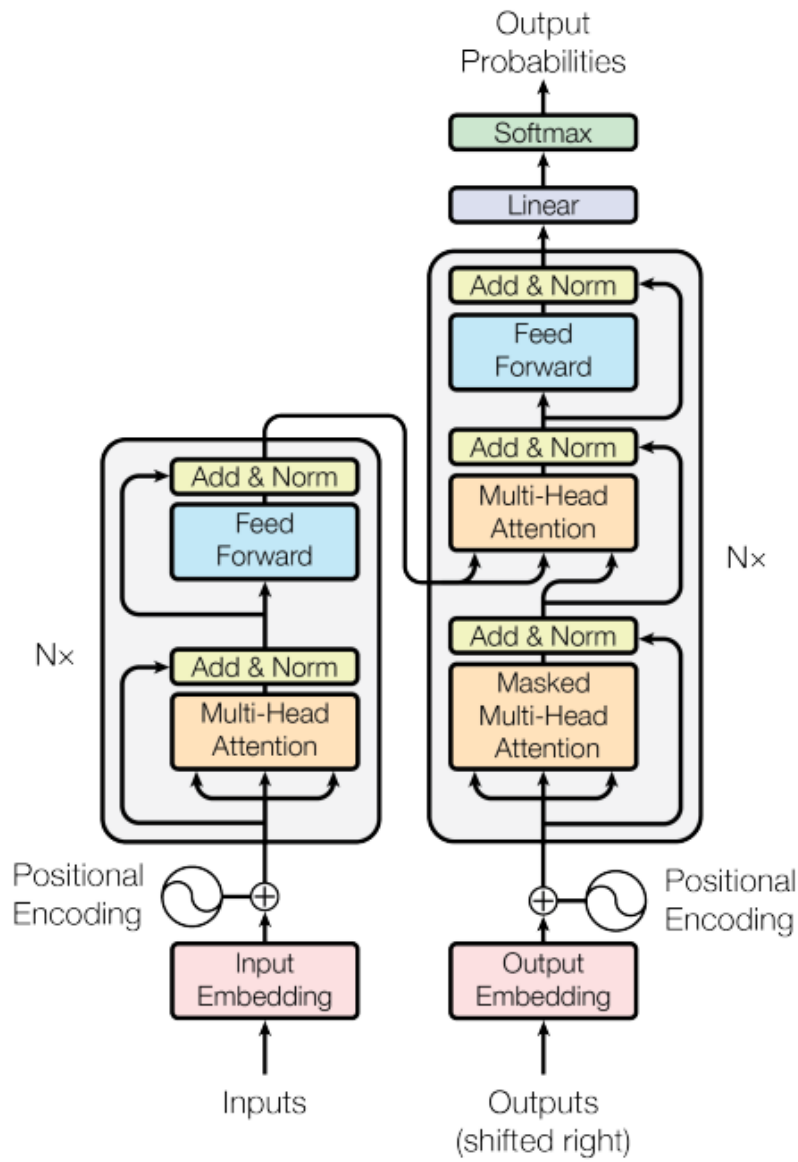 Output
Probabilities
Softmax
Linear
Add & Norm
Feed
Forward
Add & Norm
Multi-Head
Attention
Add & Norm
Masked
Multi-Head
Attention
N×
Add & Norm
Feed
Forward
Add & Norm
Multi-Head
Attention
N×
Positional
Encoding
Positional
Encoding
Input
Embedding
Output
Embedding
Inputs
Outputs
(shifted right)